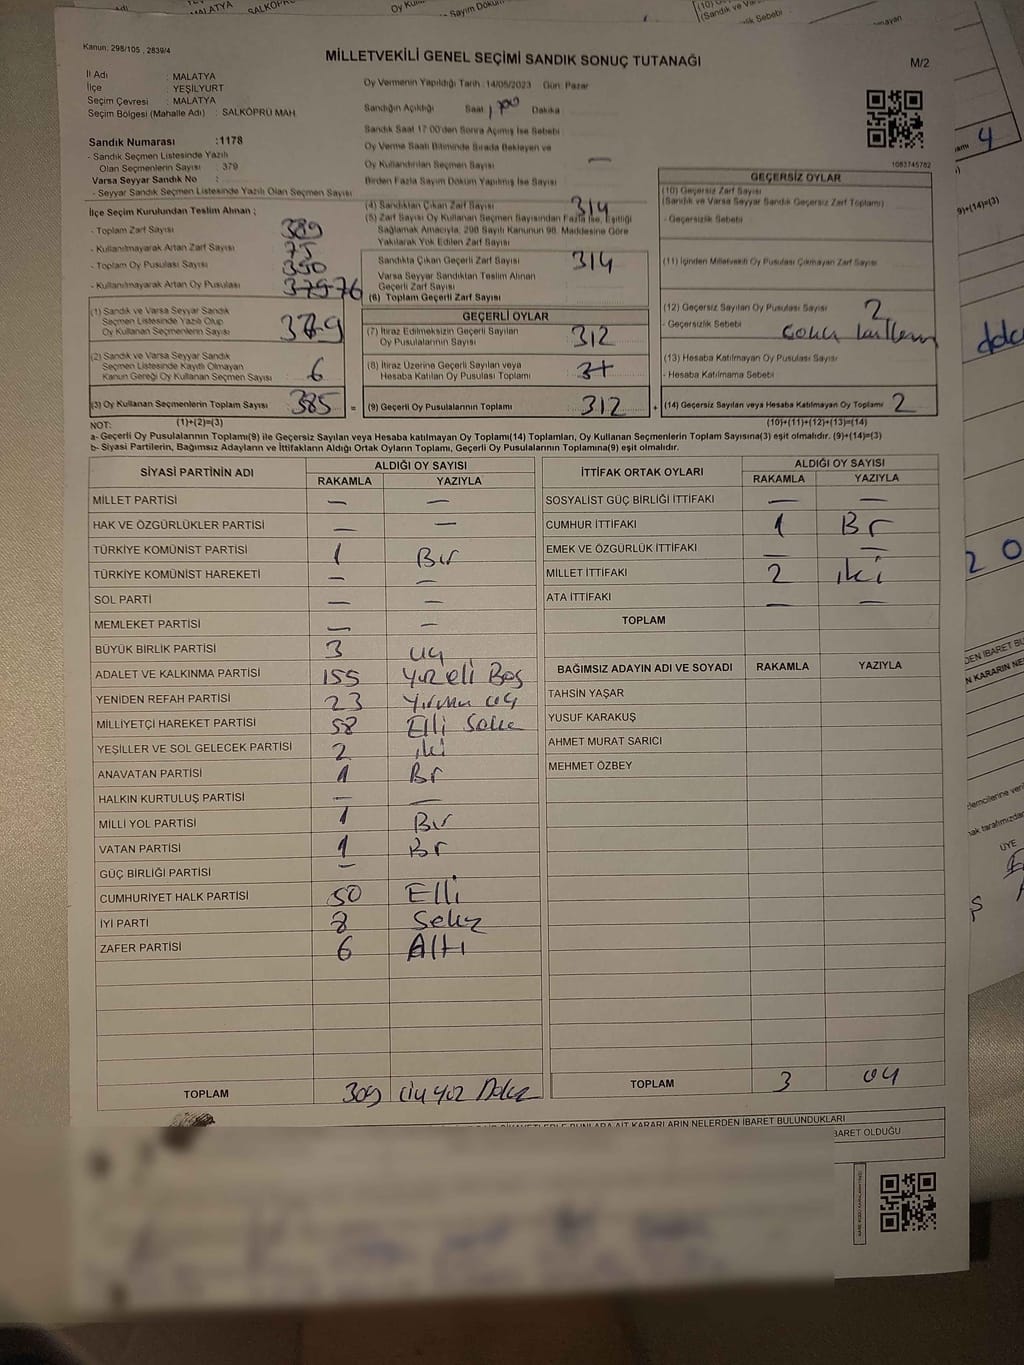 Kanun: 298/105 , 2839/4
MİLLETVEKİLİ GENEL SEÇİMİ SANDIK SONUÇ TUTANAĞI
M/2
İl Adı : MALATYA
İlçe : YEŞİLYURT
Seçim Çevresi : MALATYA
Seçim Bölgesi (Mahalle Adı) : SALKÖPRÜ MAH
Oy Vermenin Yapıldığı Tarih :14/05/2023 Gün: Pazar
Sandığın Açıldığı Saat Dakika
Sandık Saat 17:00'den Sonra Açılmış İse Sebebi
Oy Verme Saati Bitiminde Sırada Bekleyen ve
Oy Kullandırılan Seçmen Sayısı —
Birden Fazla Sayım Döküm Yapılmış İse Sayısı
1083745782
Sandık Numarası :1178
- Sandık Seçmen Listesinde Yazılı
Olan Seçmenlerin Sayısı : 379
Varsa Seyyar Sandık No :
- Seyyar Sandık Seçmen Listesinde Yazılı Olan Seçmen Sayısı
İlçe Seçim Kurulundan Teslim Alınan ;
- Toplam Zarf Sayısı 389
- Kullanılmayarak Artan Zarf Sayısı 75
- Toplam Oy Pusulası Sayısı 390
- Kullanılmayarak Artan Oy Pusulası 76
(1) Sandık ve Varsa Seyyar Sandık
Seçmen Listesinde Yazılı Olup
Oy Kullanan Seçmenlerin Sayısı
(2) Sandık ve Varsa Seyyar Sandık
Seçmen Listesinde Kayıtlı Olmayan
Kanun Gereği Oy Kullanan Seçmen Sayısı 6
(3) Oy Kullanan Seçmenlerin Toplam Sayısı 385 =
(4) Sandıktan Çıkan Zarf Sayısı 314
(5) Zarf Sayısı Oy Kullanan Seçmen Sayısından Fazla İse, Eşitliği
Sağlamak Amacıyla, 298 Sayılı Kanunun 98. Maddesine Göre
Yakılarak Yok Edilen Zarf Sayısı
Sandıkta Çıkan Geçerli Zarf Sayısı 314
Varsa Seyyar Sandıktan Teslim Alınan
Geçerli Zarf Sayısı
(6) Toplam Geçerli Zarf Sayısı
GEÇERLİ OYLAR
(7) İtiraz Edilmeksizin Geçerli Sayılan
Oy Pusulalarının Sayısı 312
(8) İtiraz Üzerine Geçerli Sayılan veya
Hesaba Katılan Oy Pusulası Toplamı
(9) Geçerli Oy Pusulalarının Toplamı 312 +
GEÇERSİZ OYLAR
(10) Geçersiz Zarf Sayısı
(Sandık ve Varsa Seyyar Sandık Geçersiz Zarf Toplamı)
- Geçersizlik Sebebi
(11) İçinden Milletvekili Oy Pusulası Çıkmayan Zarf Sayısı
(12) Geçersiz Sayılan Oy Pusulası Sayısı 2
- Geçersizlik Sebebi
(13) Hesaba Katılmayan Oy Pusulası Sayısı
- Hesaba Katılmama Sebebi
(14) Geçersiz Sayılan veya Hesaba Katılmayan Oy Toplamı 2
NOT: (1)+(2)=(3) (10)+(11)+(12)+(13)=(14)
a- Geçerli Oy Pusulalarının Toplamı(9) ile Geçersiz Sayılan veya Hesaba katılmayan Oy Toplamı(14) Toplamları, Oy Kullanan Seçmenlerin Toplam Sayısına(3) eşit olmalıdır. (9)+(14)=(3)
b- Siyasi Partilerin, Bağımsız Adayların ve İttifakların Aldığı Oyların Toplamı, Geçerli Oy Pusulalarının Toplamına(9) eşit olmalıdır.
SİYASİ PARTİNİN ADI ALDIĞI OY SAYISI
RAKAMLA YAZIYLA
MİLLET PARTİSİ — —
HAK VE ÖZGÜRLÜKLER PARTİSİ — —
TÜRKİYE KOMÜNİST PARTİSİ 1 Bir
TÜRKİYE KOMÜNİST HAREKETİ — —
SOL PARTİ — —
MEMLEKET PARTİSİ — —
BÜYÜK BİRLİK PARTİSİ 3 üç
ADALET VE KALKINMA PARTİSİ 155 Yüz elli Beş
YENİDEN REFAH PARTİSİ 23 Yirmi üç
MİLLİYETÇİ HAREKET PARTİSİ 58 Elli Sekiz
YEŞİLLER VE SOL GELECEK PARTİSİ 2 iki
ANAVATAN PARTİSİ 1 Bir
HALKIN KURTULUŞ PARTİSİ — —
MİLLİ YOL PARTİSİ 1 Bir
VATAN PARTİSİ 1 Bir
GÜÇ BİRLİĞİ PARTİSİ —
CUMHURİYET HALK PARTİSİ 50 Elli
İYİ PARTİ 8 Sekiz
ZAFER PARTİSİ 6 Altı
TOPLAM 309 üçyüz Dokuz
İTTİFAK ORTAK OYLARI ALDIĞI OY SAYISI
RAKAMLA YAZIYLA
SOSYALİST GÜÇ BİRLİĞİ İTTİFAKI — —
CUMHUR İTTİFAKI 1 Bir
EMEK VE ÖZGÜRLÜK İTTİFAKI — —
MİLLET İTTİFAKI 2 iki
ATA İTTİFAKI — —
TOPLAM
BAĞIMSIZ ADAYIN ADI VE SOYADI RAKAMLA YAZIYLA
TAHSİN YAŞAR
YUSUF KARAKUŞ
AHMET MURAT SARICI
MEHMET ÖZBEY
TOPLAM 3 üç
BUNLARA AİT KARARLARIN NELERDEN İBARET BULUNDUKLARI
İBARET OLDUĞU